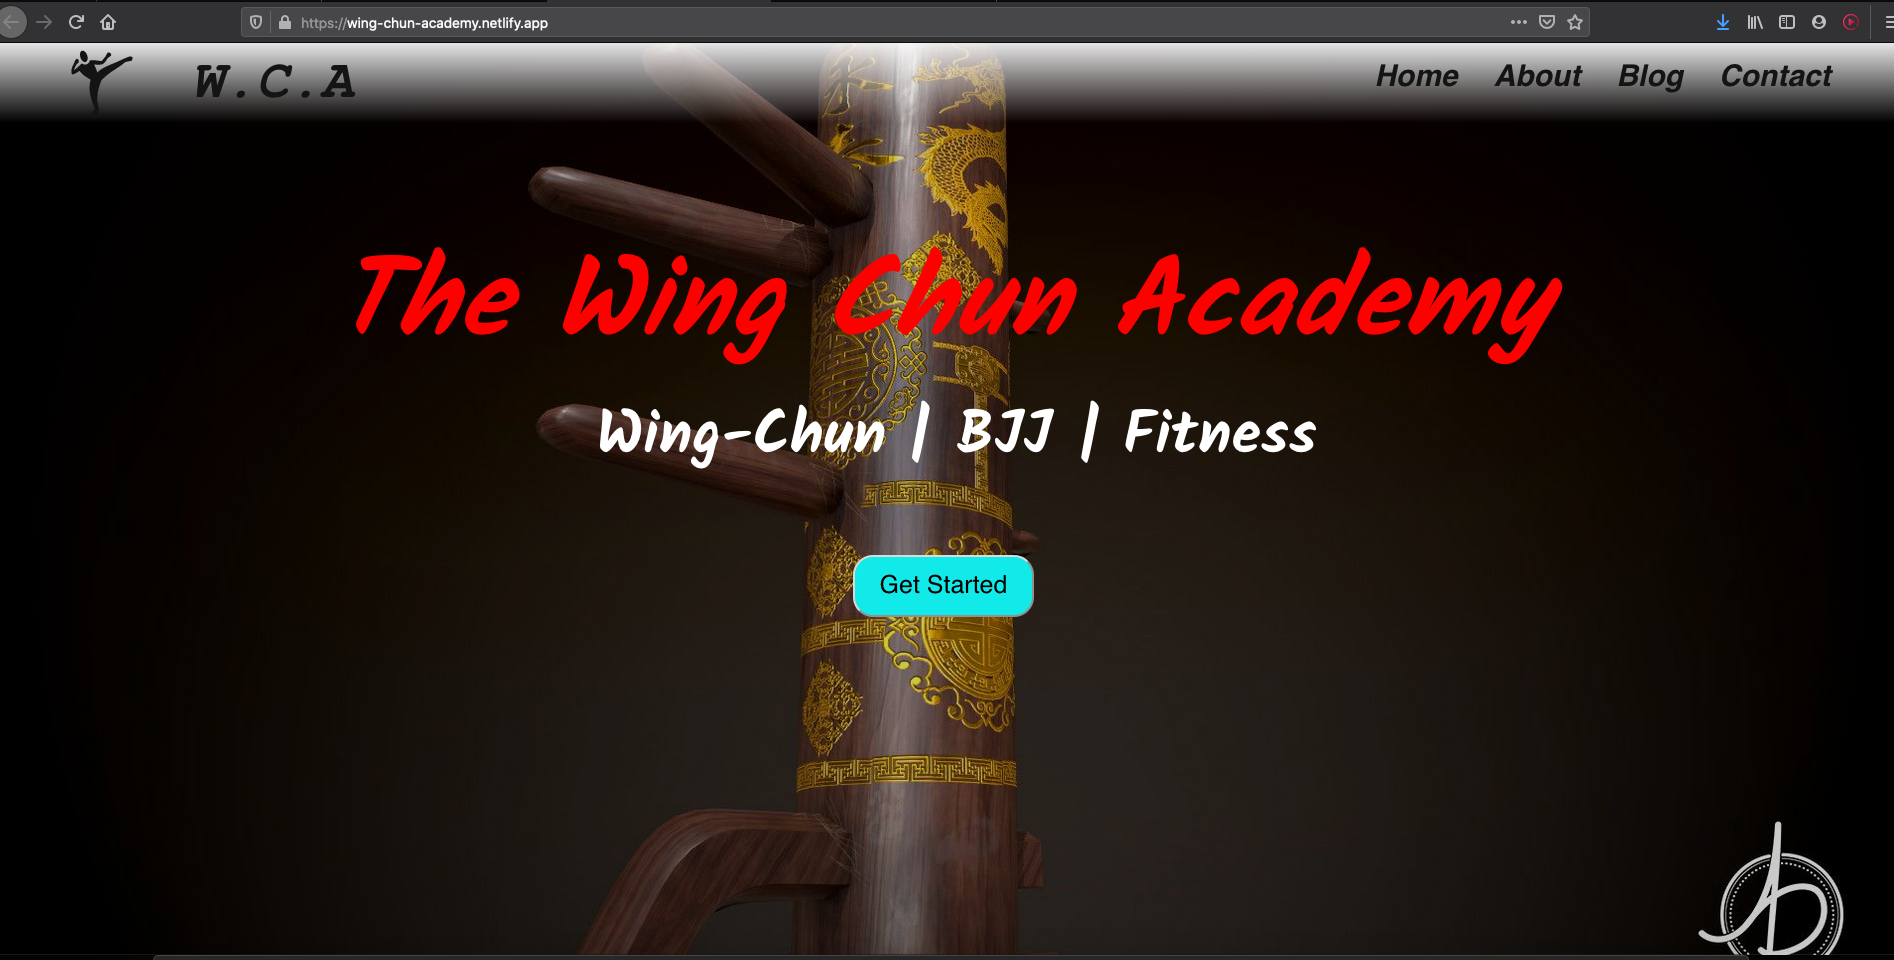 https://wing-chun-academy.netlify.app
W.C.A
Home About Blog Contact
The Wing Chun Academy
Wing-Chun | BJJ | Fitness
Get Started